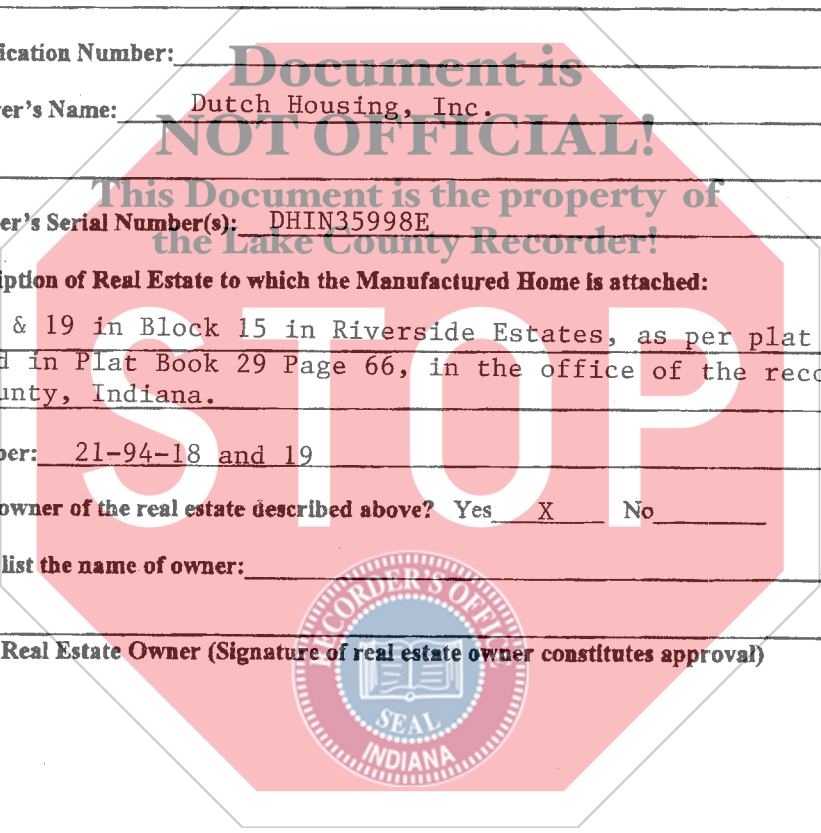 ication Number:
Document is
er's Name: Dutch Housing, Inc.
NOT OFFICIAL!
This Document is the property of
er's Serial Number(s): DHIN35998E
the Lake County Recorder!
iption of Real Estate to which the Manufactured Home is attached:
& 19 in Block 15 in Riverside Estates, as per plat
d in Plat Book 29 Page 66, in the office of the reco
unty, Indiana.
STOP
er: 21-94-18 and 19
owner of the real estate described above? Yes X No
list the name of owner:
RECORDER'S OFFICE
Real Estate Owner (Signature of real estate owner constitutes approval)
SEAL
INDIANA